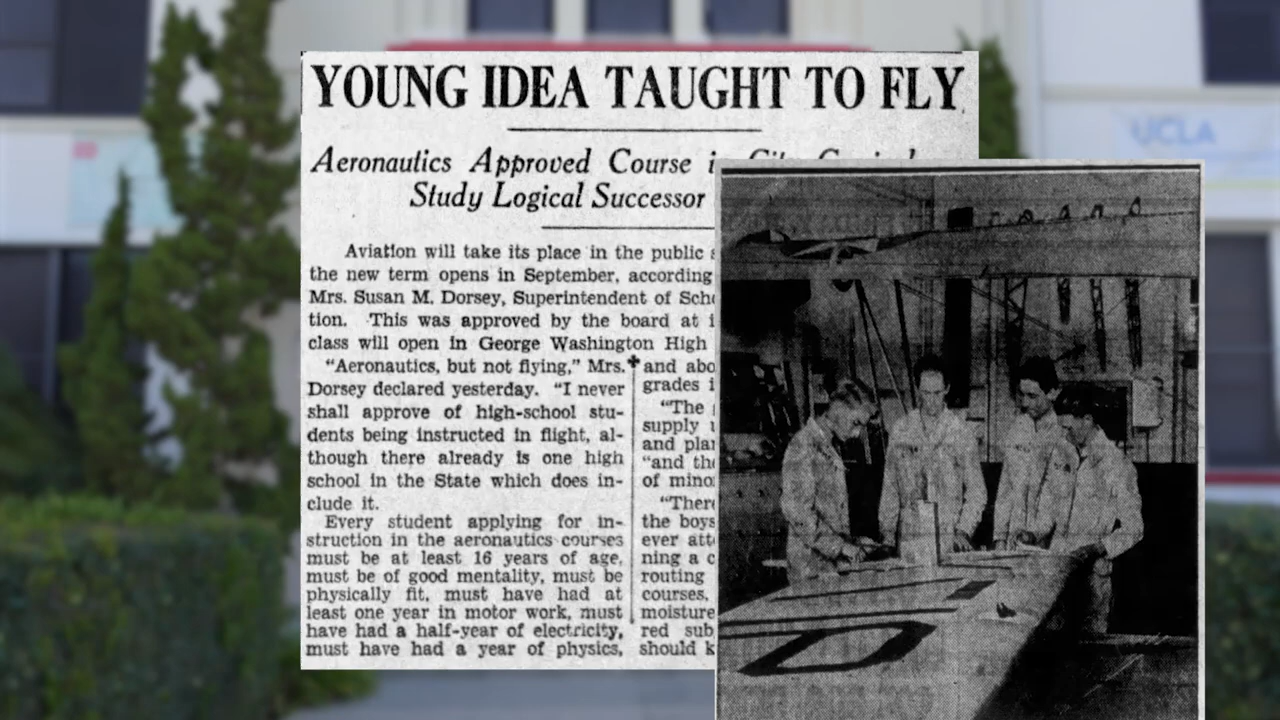 YOUNG IDEA TAUGHT TO FLY
Aeronautics Approved Course
Study Logical Successor
Aviation will take its place in the public
the new term opens in September, according
Mrs. Susan M. Dorsey, Superintendent of
tion. This was approved by the board at
class will open in George Washington High
"Aeronautics, but not flying," Mrs.
Dorsey declared yesterday. "I never
shall approve of high-school stu-
dents being instructed in flight, al-
though there already is one high
school in the State which does in-
clude it.
Every student applying for in-
struction in the aeronautics courses
must be at least 16 years of age,
must be of good mentality, must be
physically fit, must have had at
least one year in motor work, must
have had a half-year of electricity,
must have had a year of physics,
and abo
grades i
"The
supply
and plan
"and the
of mino
"There
the boys
ever att
ning a c
routing
courses,
moisture
red sub
should k
UCLA